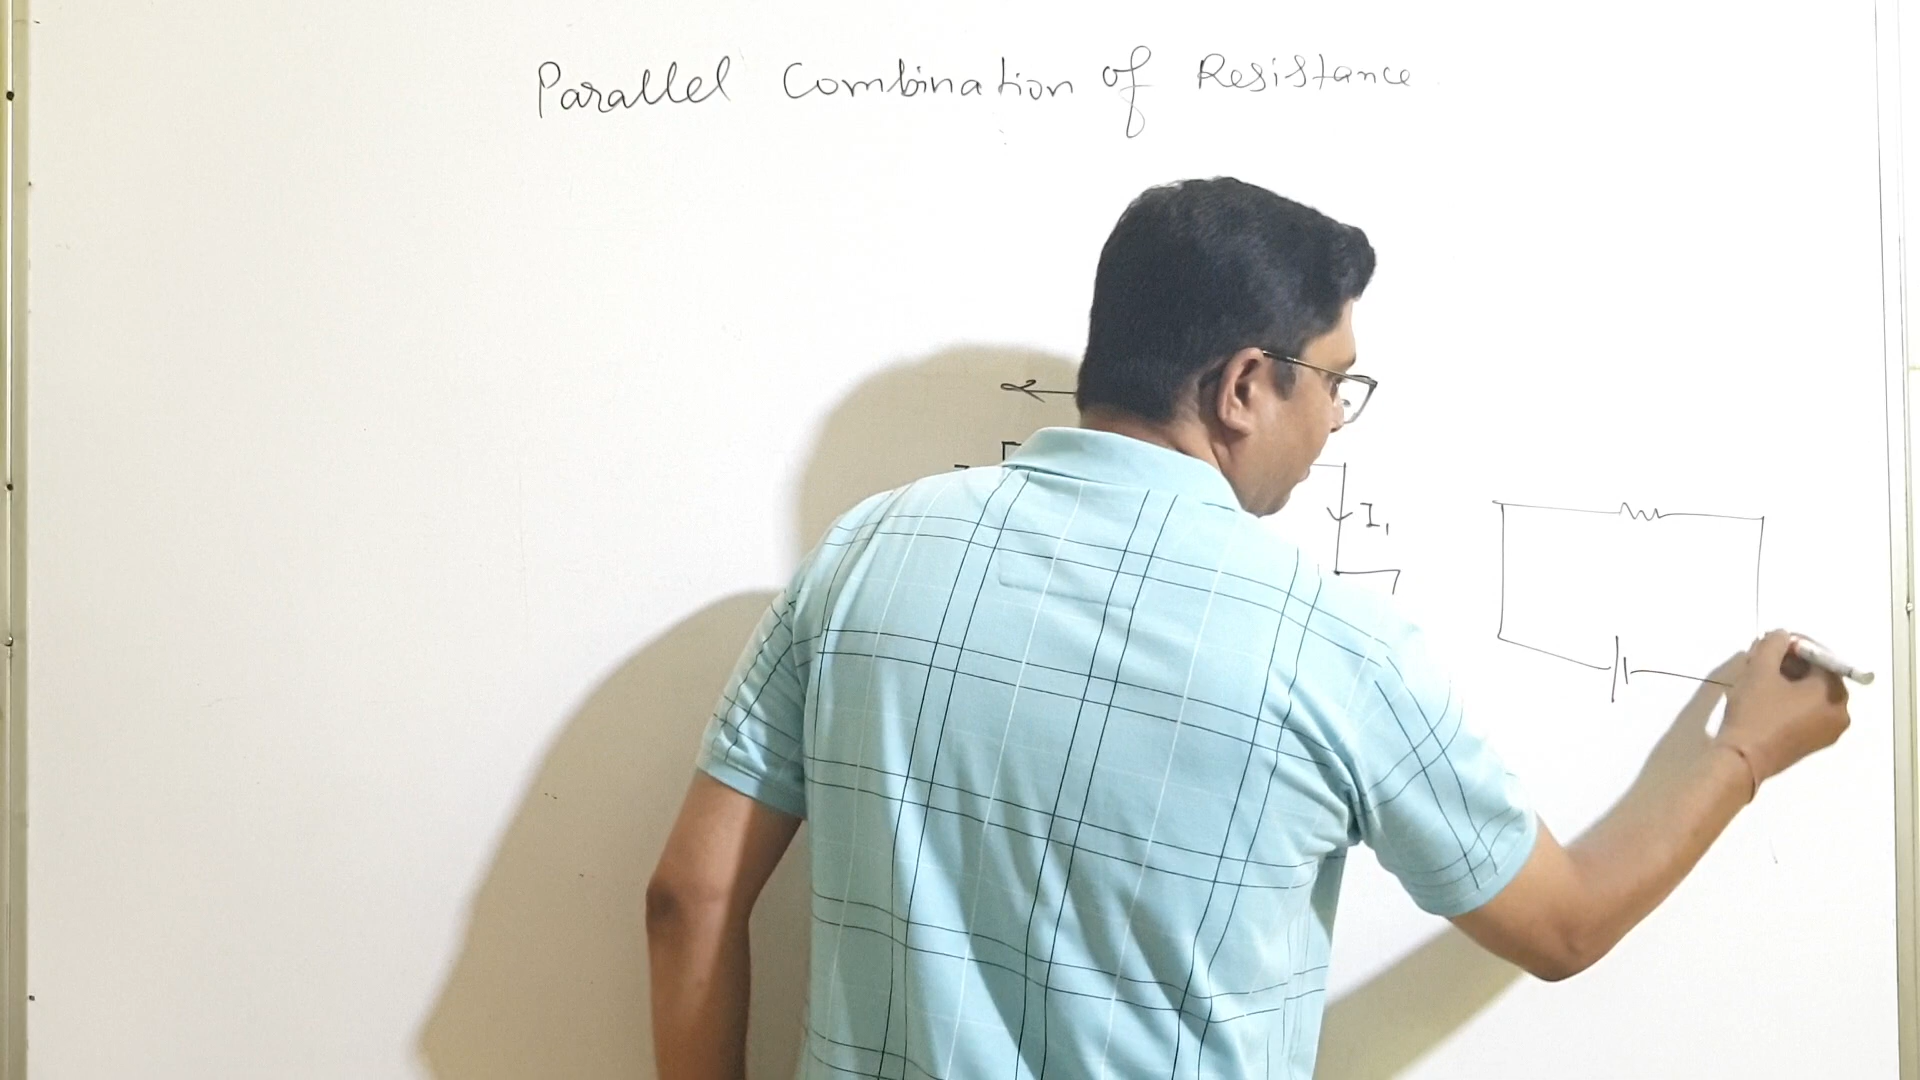 Parallel Combination of Resistance
I₁